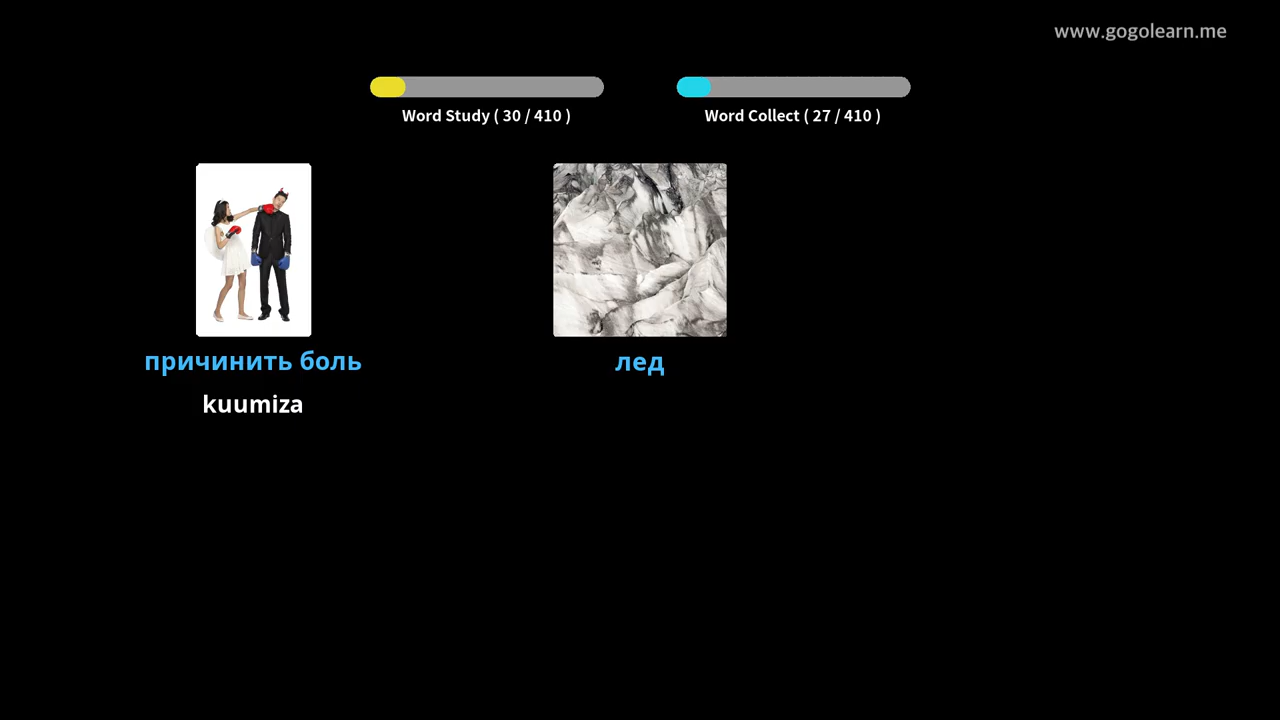 www.gogolearn.me
Word Study ( 30 / 410 )
Word Collect ( 27 / 410 )
причинить боль
лед
kuumiza